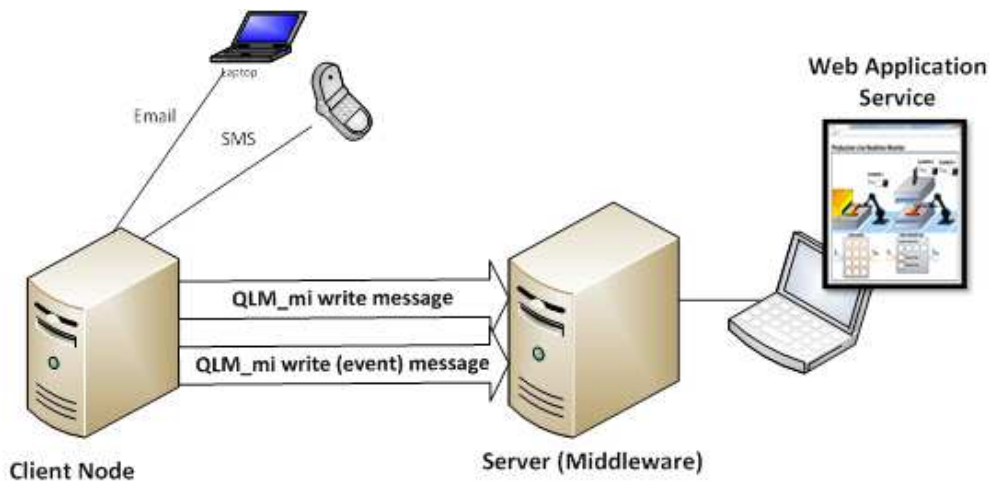 Laptop
Email
SMS
Web Application
Service
QLM_mi write message
QLM_mi write (event) message
Client Node
Server (Middleware)